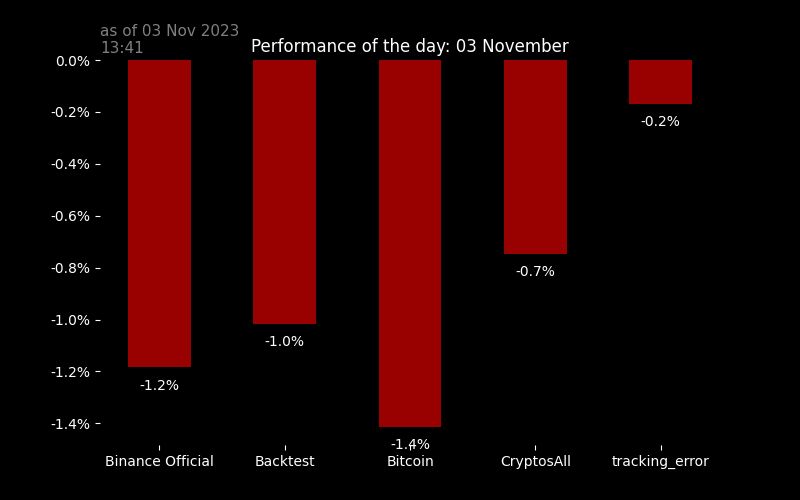 as of 03 Nov 2023
13:41
Performance of the day: 03 November
0.0%
-0.2%
-0.4%
-0.6%
-0.8%
-1.0%
-1.2%
-1.4%
-1.2%
-1.0%
-1.4%
-0.7%
-0.2%
Binance Official
Backtest
Bitcoin
CryptosAll
tracking_error